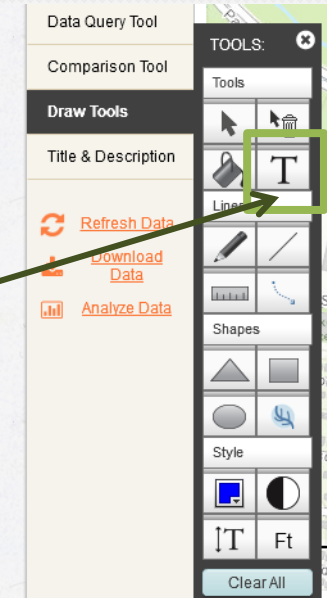 Data Query Tool
Comparison Tool
Draw Tools
Title & Description
Refresh Data
Download
Data
Analyze Data
TOOLS:
Tools
T
Shapes
Style
T
Ft
Clear All